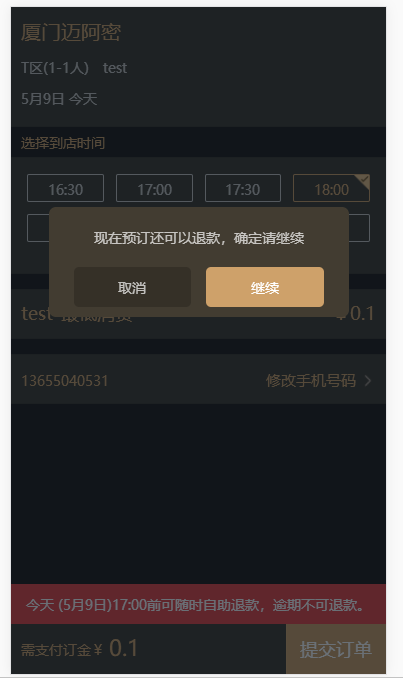 厦门迈阿密
T区(1-1人) test
5月9日 今天
选择到店时间
16:30 17:00 17:30 18:00
现在预订还可以退款，确定请继续
取消 继续
test 最低消费 ￥0.1
13655040531 修改手机号码
今天 (5月9日)17:00前可随时自助退款，逾期不可退款。
需支付订金￥0.1 提交订单